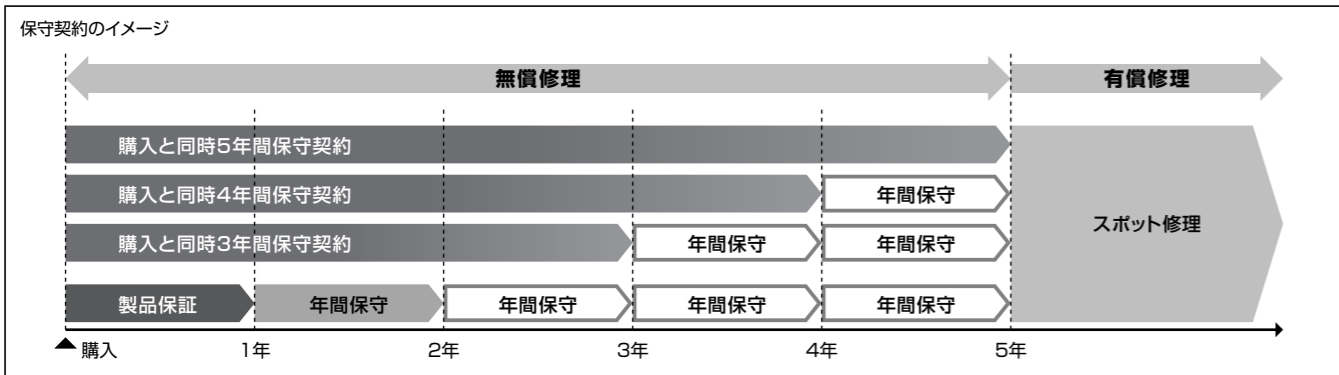 保守契約のイメージ
無償修理 有償修理
購入と同時5年間保守契約
購入と同時4年間保守契約 年間保守
購入と同時3年間保守契約 年間保守 年間保守
スポット修理
製品保証 年間保守 年間保守 年間保守 年間保守
購入 1年 2年 3年 4年 5年